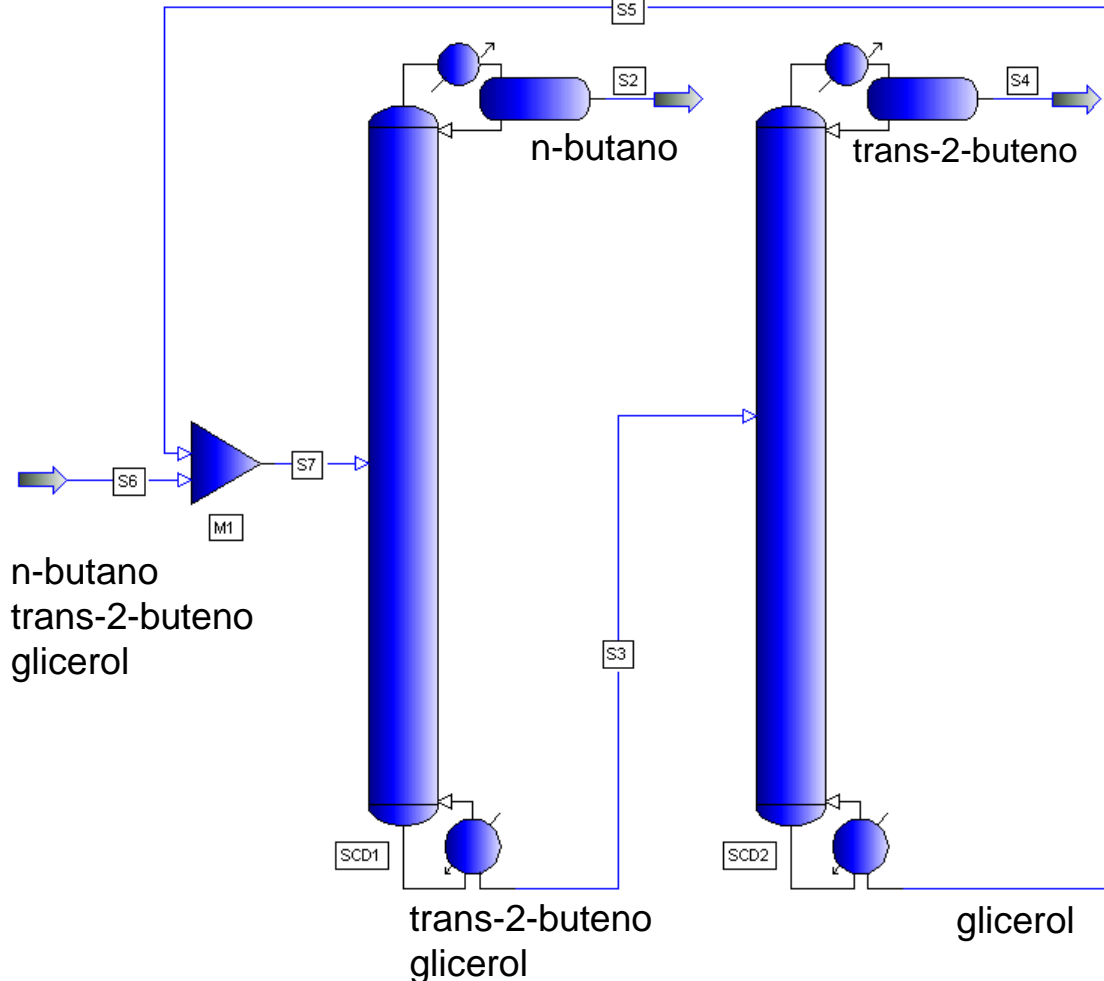 S5
S2
S4
n-butano
trans-2-buteno
S6
S7
M1
n-butano
trans-2-buteno
glicerol
S3
SCD1
SCD2
trans-2-buteno
glicerol
glicerol